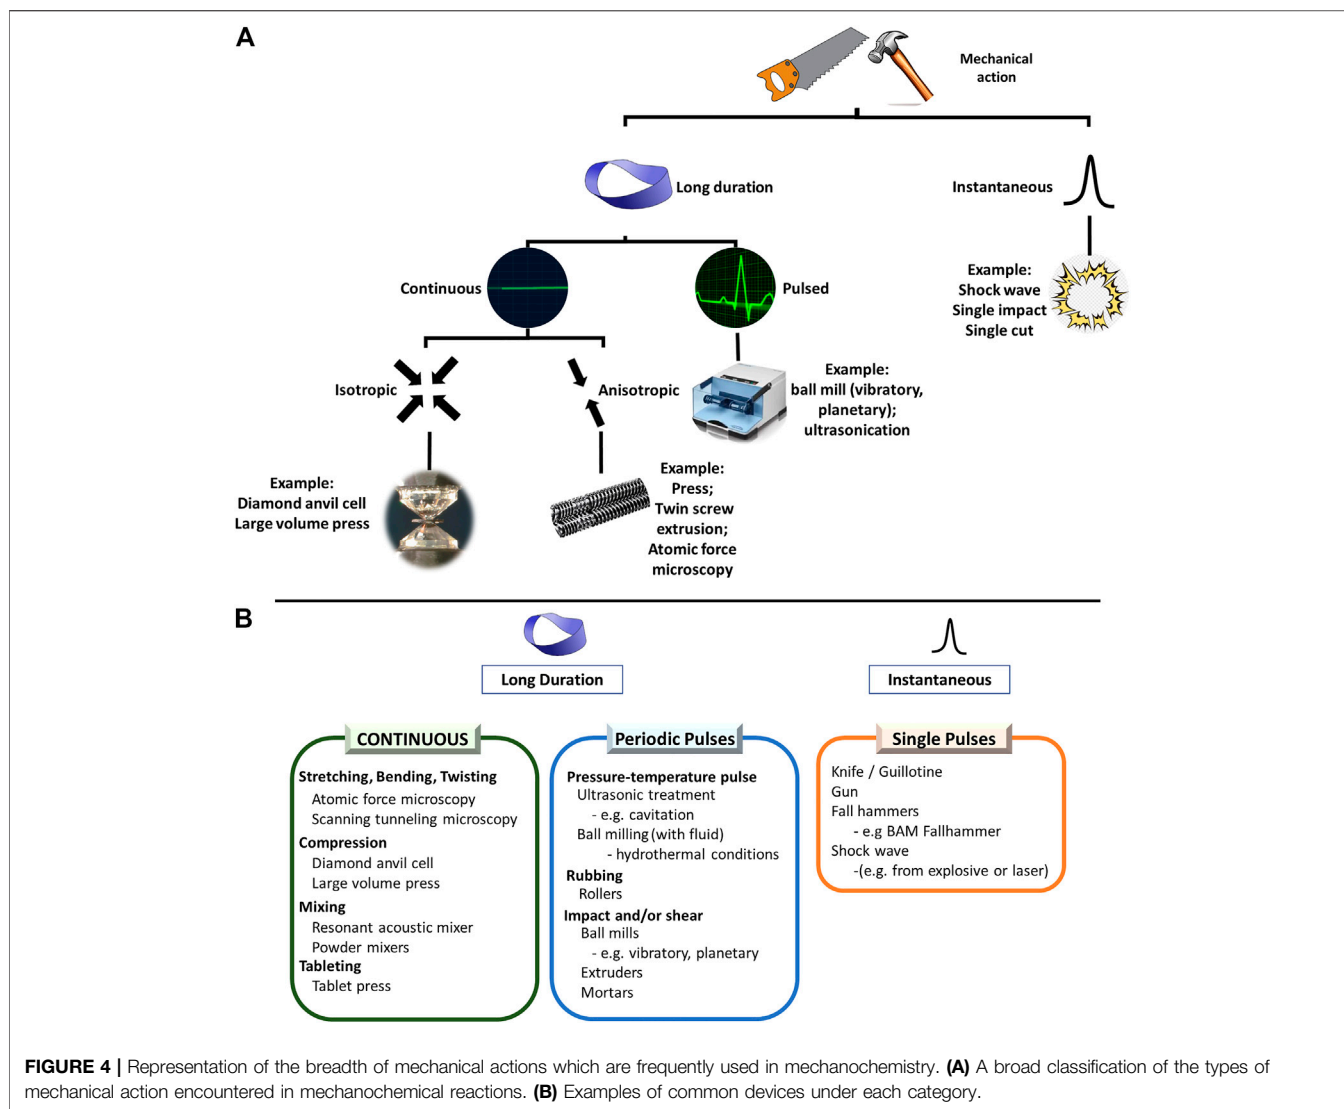 A
Mechanical
action
Long duration
Instantaneous
Continuous
Pulsed
Example:
Shock wave
Single impact
Single cut
Isotropic
Anisotropic
Example:
ball mill (vibratory,
planetary);
ultrasonication
Example:
Diamond anvil cell
Large volume press
Example:
Press;
Twin screw
extrusion;
Atomic force
microscopy
B
Long Duration
Instantaneous
CONTINUOUS
Stretching, Bending, Twisting
Atomic force microscopy
Scanning tunneling microscopy
Compression
Diamond anvil cell
Large volume press
Mixing
Resonant acoustic mixer
Powder mixers
Tableting
Tablet press
Periodic Pulses
Pressure-temperature pulse
Ultrasonic treatment
- e.g. cavitation
Ball milling (with fluid)
- hydrothermal conditions
Rubbing
Rollers
Impact and/or shear
Ball mills
- e.g. vibratory, planetary
Extruders
Mortars
Single Pulses
Knife / Guillotine
Gun
Fall hammers
- e.g BAM Fallhammer
Shock wave
-(e.g. from explosive or laser)
FIGURE 4 | Representation of the breadth of mechanical actions which are frequently used in mechanochemistry. (A) A broad classification of the types of
mechanical action encountered in mechanochemical reactions. (B) Examples of common devices under each category.